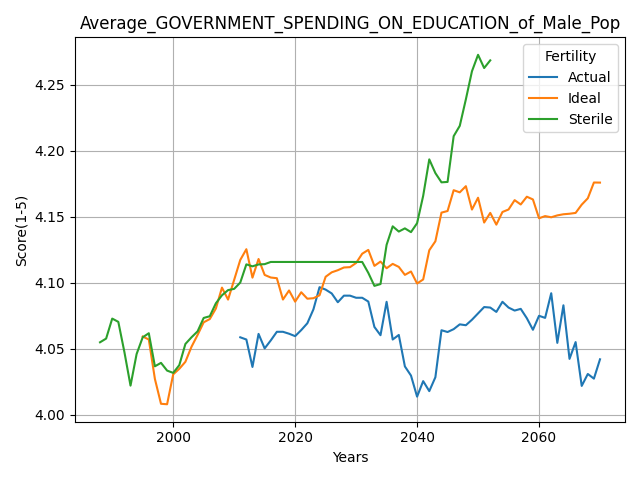 Average_GOVERNMENT_SPENDING_ON_EDUCATION_of_Male_Pop
Fertility
Actual
Ideal
Sterile
4.25
4.20
4.15
4.10
4.05
4.00
Score(1-5)
2000
2020
2040
2060
Years